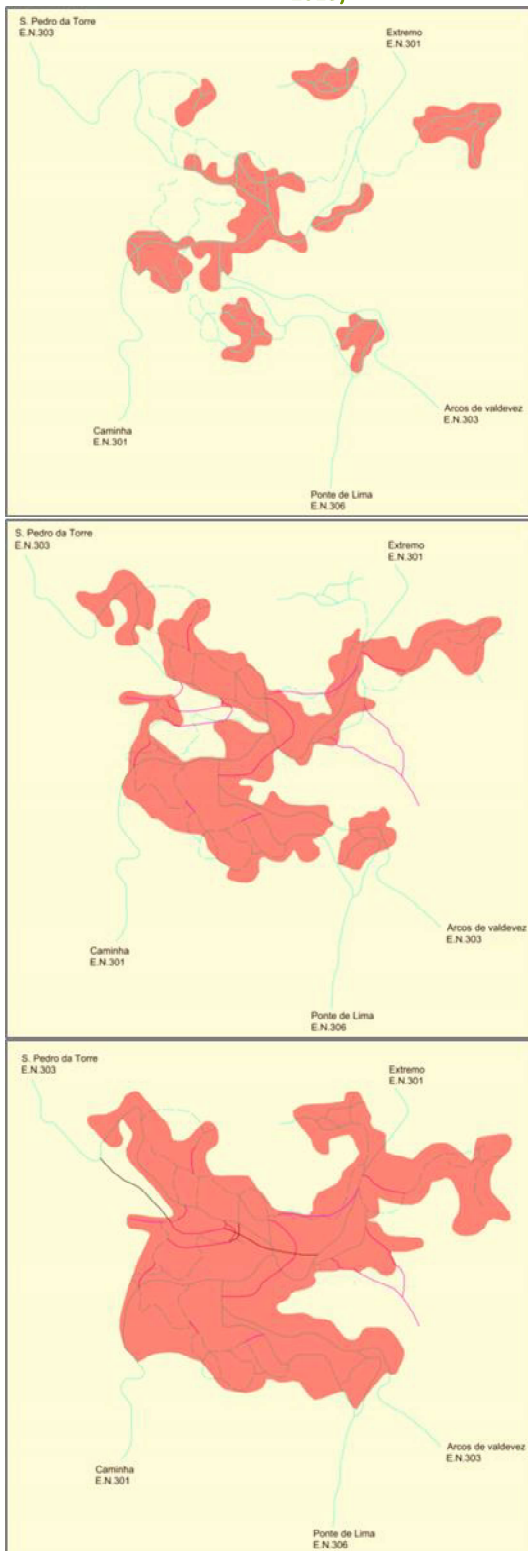 S. Pedro da Torre
E.N.303
Extremo
E.N.301
Arcos de valdevez
E.N.303
Caminha
E.N.301
Ponte de Lima
E.N.306
S. Pedro da Torre
E.N.303
Extremo
E.N.301
Arcos de valdevez
E.N.303
Caminha
E.N.301
Ponte de Lima
E.N.306
S. Pedro da Torre
E.N.303
Extremo
E.N.301
Arcos de valdevez
E.N.303
Caminha
E.N.301
Ponte de Lima
E.N.306